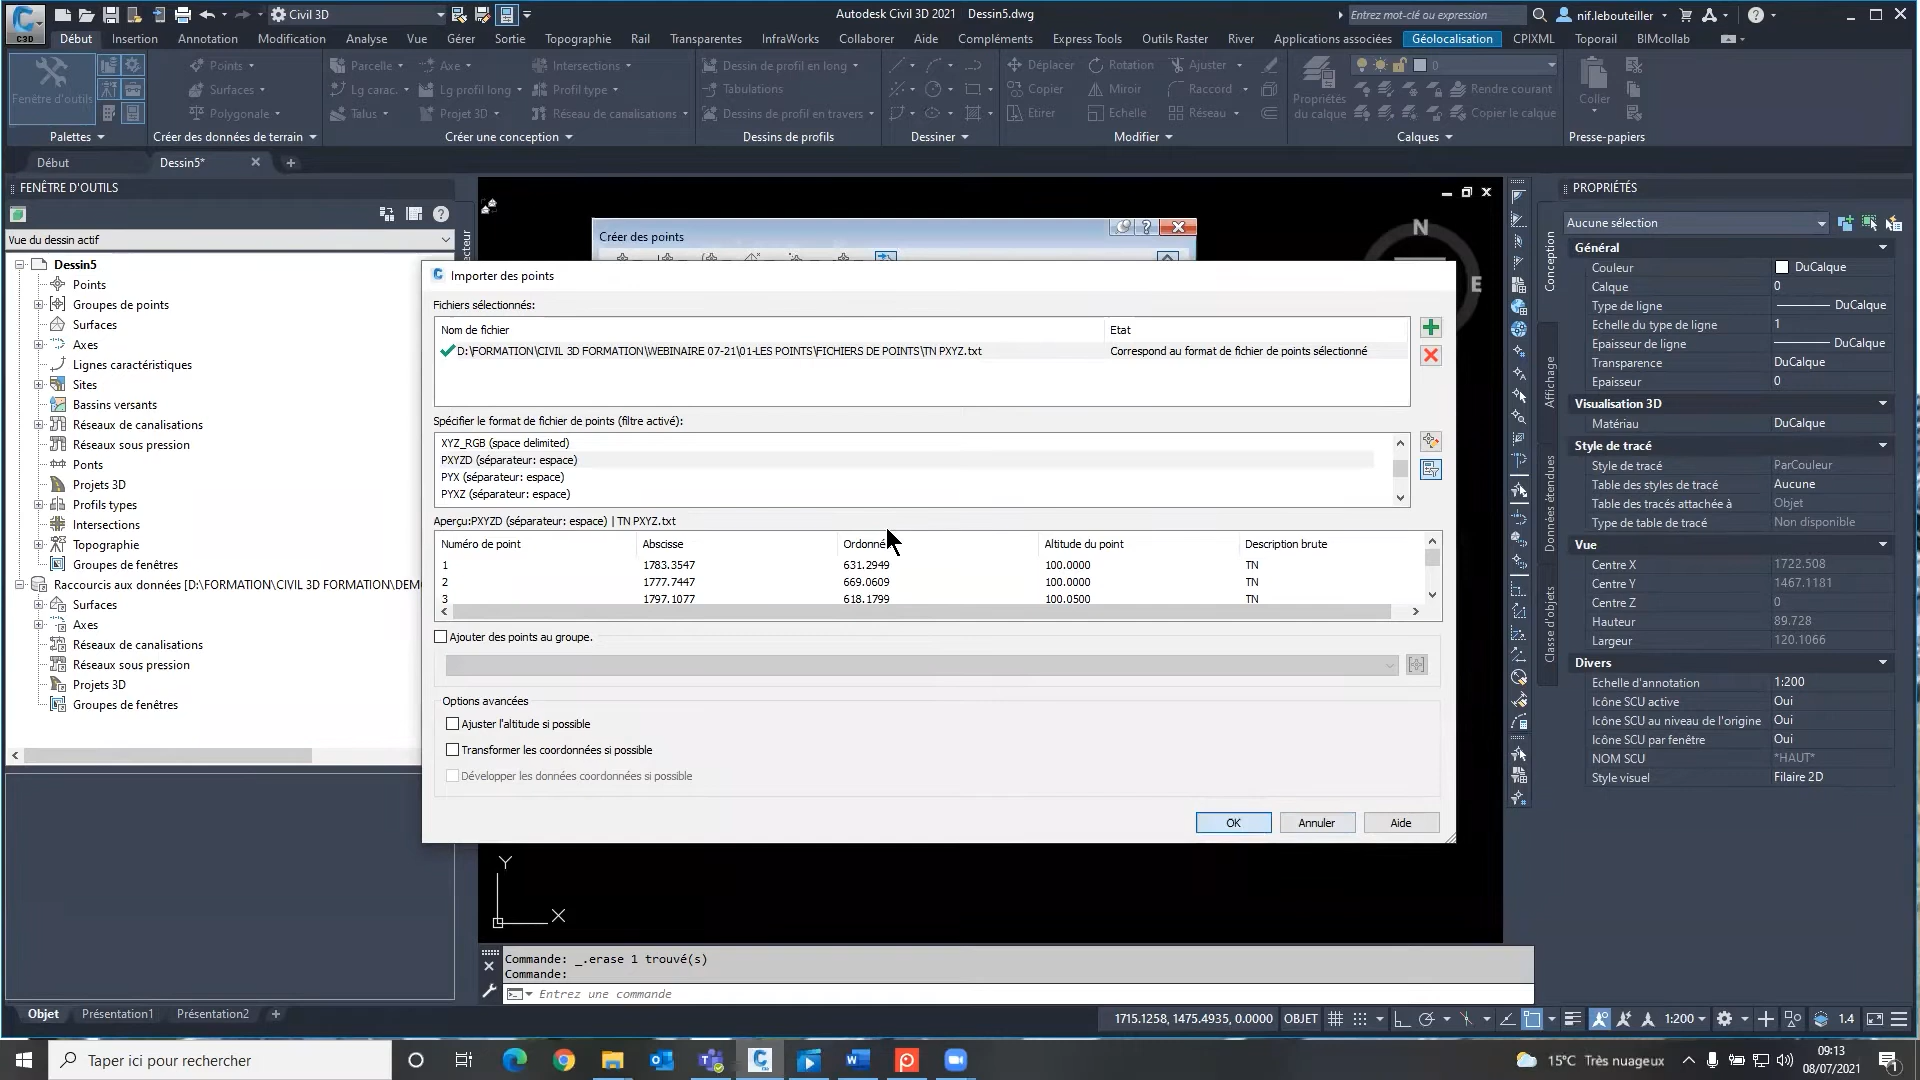 C3D
Civil 3D
Autodesk Civil 3D 2021 Dessin5.dwg
Entrez mot-clé ou expression
nif.lebouteiller
Début Insertion Annotation Modification Analyse Vue Gérer Sortie Topographie Rail Transparentes InfraWorks Collaborer Aide Compléments Express Tools Outils Raster River Applications associées Géolocalisation CPIXML Toporail BIMcollab
Fenêtre d'outils
Points
Surfaces
Polygonale
Parcelle
Lg carac.
Talus
Axe
Lg profil long
Projet 3D
Intersections
Profil type
Réseau de canalisations
Dessin de profil en long
Tabulations
Dessins de profil en travers
Déplacer Rotation Ajuster
Copier Miroir Raccord
Etirer Echelle Réseau
Propriétés
du calque
0
Rendre courant
Copier le calque
Coller
Palettes Créer des données de terrain Créer une conception Dessins de profils Dessiner Modifier Calques Presse-papiers
Début Dessin5*
FENÊTRE D'OUTILS
Vue du dessin actif
Dessin5
Points
Groupes de points
Surfaces
Axes
Lignes caractéristiques
Sites
Bassins versants
Réseaux de canalisations
Réseaux sous pression
Ponts
Projets 3D
Profils types
Intersections
Topographie
Groupes de fenêtres
Raccourcis aux données [D:\FORMATION\CIVIL 3D FORMATION\DEM
Surfaces
Axes
Réseaux de canalisations
Réseaux sous pression
Projets 3D
Groupes de fenêtres
Créer des points
N
E
Importer des points
Fichiers sélectionnés:
Nom de fichier Etat
D:\FORMATION\CIVIL 3D FORMATION\WEBINAIRE 07-21\01-LES POINTS\FICHIERS DE POINTS\TN PXYZ.txt Correspond au format de fichier de points sélectionné
Spécifier le format de fichier de points (filtre activé):
XYZ_RGB (space delimited)
PXYZD (séparateur: espace)
PYX (séparateur: espace)
PYXZ (séparateur: espace)
Aperçu:PXYZD (séparateur: espace) | TN PXYZ.txt
Numéro de point Abscisse Ordonné Altitude du point Description brute
1 1783.3547 631.2949 100.0000 TN
2 1777.7447 669.0609 100.0000 TN
3 1797.1077 618.1799 100.0500 TN
Ajouter des points au groupe.
Options avancées
Ajuster l'altitude si possible
Transformer les coordonnées si possible
Développer les données coordonnées si possible
OK Annuler Aide
Y
X
Commande: _.erase 1 trouvé(s)
Commande:
Entrez une commande
PROPRIÉTÉS
Aucune sélection
Conception
Affichage
Données étendues
Classe d'objets
Général
Couleur DuCalque
Calque 0
Type de ligne DuCalque
Echelle du type de ligne 1
Epaisseur de ligne DuCalque
Transparence DuCalque
Epaisseur 0
Visualisation 3D
Matériau DuCalque
Style de tracé
Style de tracé ParCouleur
Table des styles de tracé Aucune
Table des tracés attachée à Objet
Type de table de tracé Non disponible
Vue
Centre X 1722.508
Centre Y 1467.1181
Centre Z 0
Hauteur 89.728
Largeur 120.1066
Divers
Echelle d'annotation 1:200
Icône SCU active Oui
Icône SCU au niveau de l'origine Oui
Icône SCU par fenêtre Oui
NOM SCU *HAUT*
Style visuel Filaire 2D
Objet Présentation1 Présentation2
1715.1258, 1475.4935, 0.0000 OBJET 1:200 1.4
Taper ici pour rechercher
15°C Très nuageux
09:13
08/07/2021
1